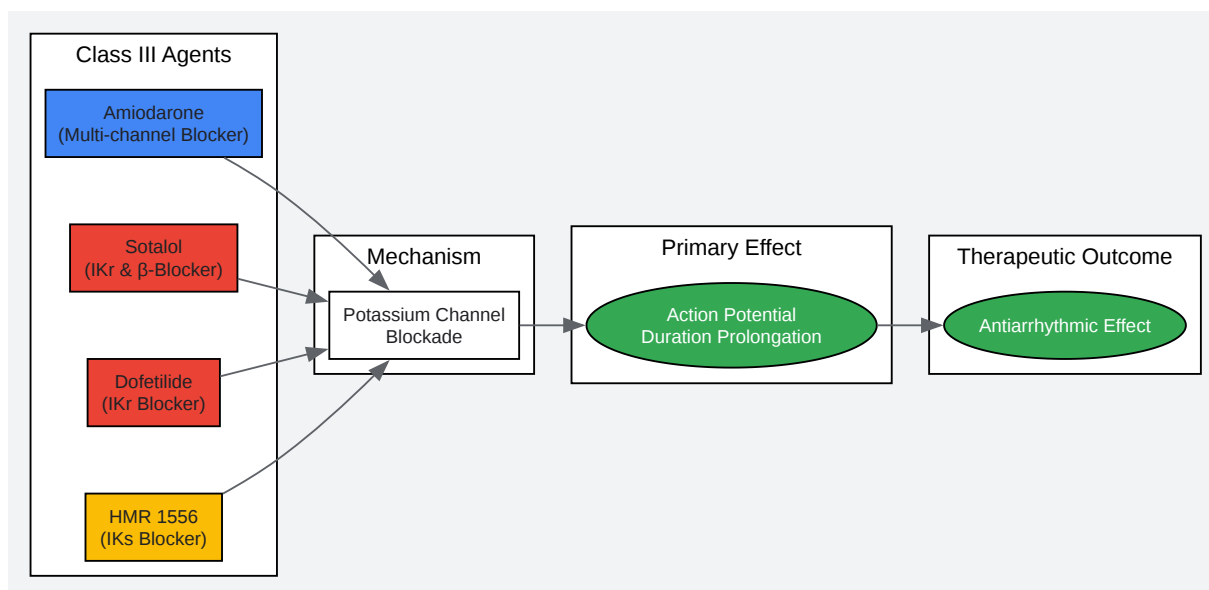 Class III Agents
Amiodarone
(Multi-channel Blocker)
Sotalol
(IKr & β-Blocker)
Dofetilide
(IKr Blocker)
HMR 1556
(IKs Blocker)
Mechanism
Potassium Channel
Blockade
Primary Effect
Action Potential
Duration Prolongation
Therapeutic Outcome
Antiarrhythmic Effect